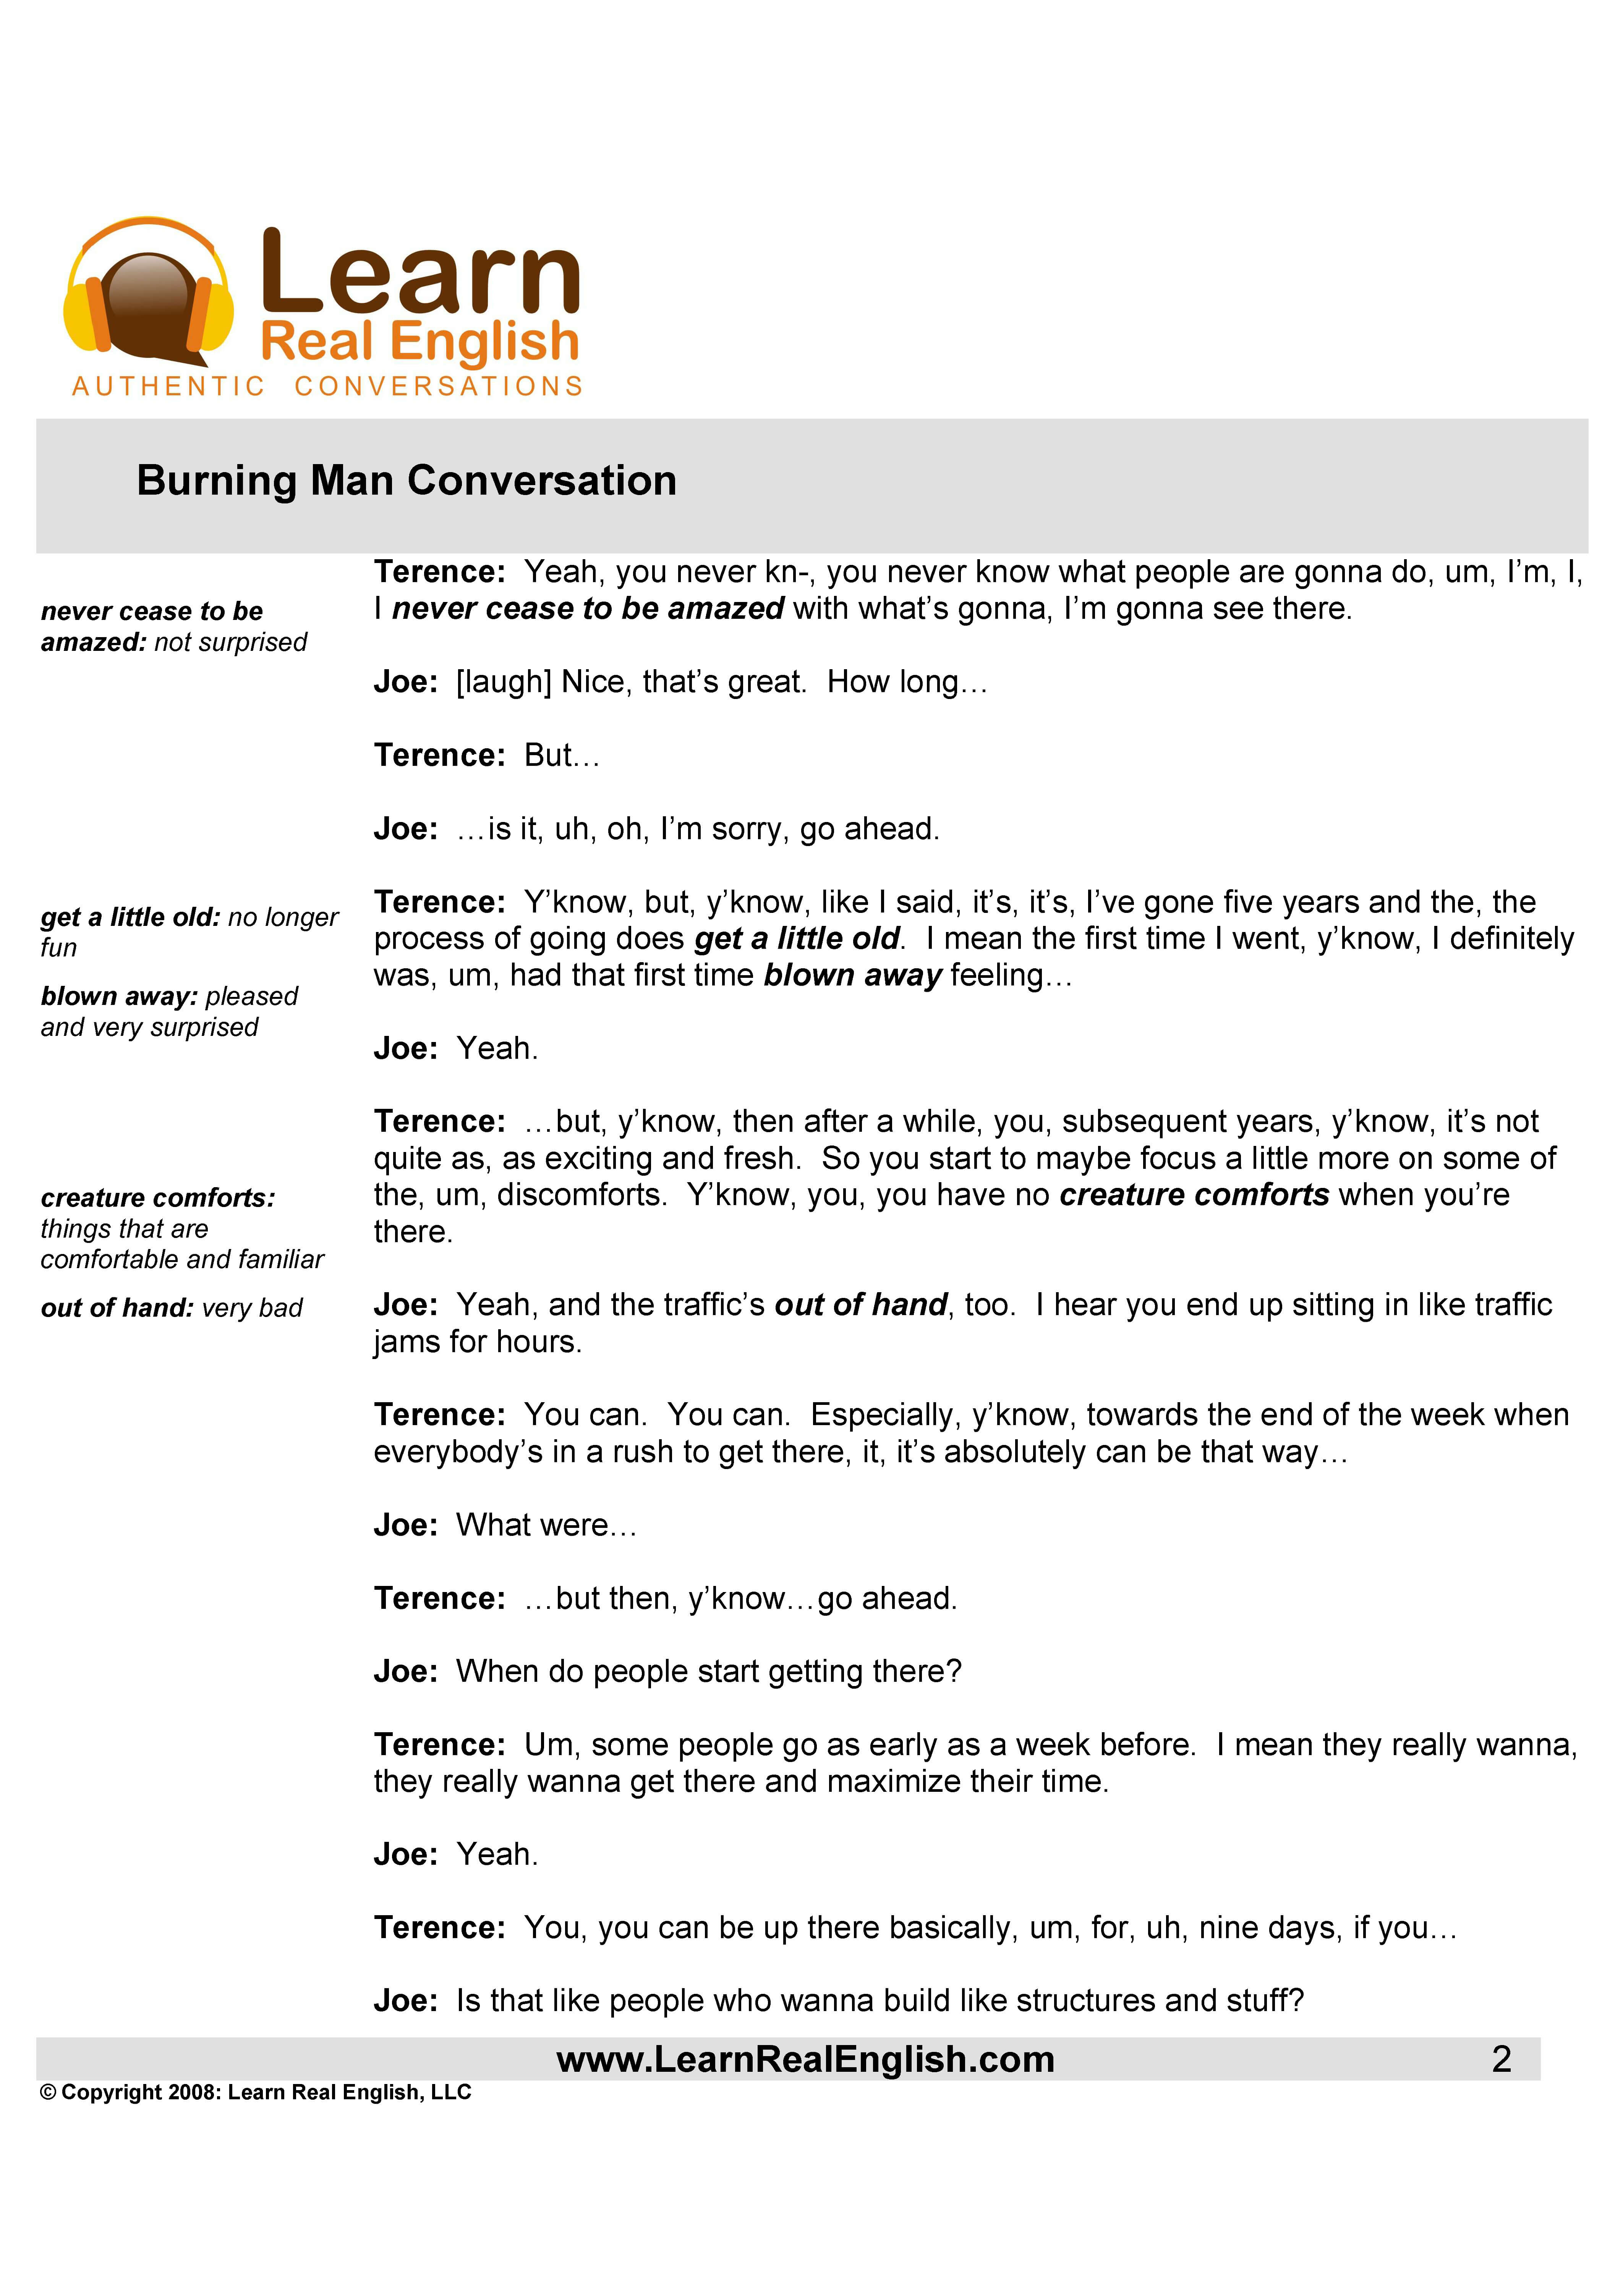 Learn
Real English
AUTHENTIC CONVERSATIONS
Burning Man Conversation
never cease to be
amazed: not surprised
get a little old: no longer
fun
blown away: pleased
and very surprised
creature comforts:
things that are
comfortable and familiar
out of hand: very bad
Terence: Yeah, you never kn-, you never know what people are gonna do, um, I’m, I,
I never cease to be amazed with what’s gonna, I’m gonna see there.
Joe: [laugh] Nice, that’s great. How long…
Terence: But…
Joe: …is it, uh, oh, I’m sorry, go ahead.
Terence: Y’know, but, y’know, like I said, it’s, it’s, I’ve gone five years and the, the
process of going does get a little old. I mean the first time I went, y’know, I definitely
was, um, had that first time blown away feeling…
Joe: Yeah.
Terence: …but, y’know, then after a while, you, subsequent years, y’know, it’s not
quite as, as exciting and fresh. So you start to maybe focus a little more on some of
the, um, discomforts. Y’know, you, you have no creature comforts when you’re
there.
Joe: Yeah, and the traffic’s out of hand, too. I hear you end up sitting in like traffic
jams for hours.
Terence: You can. You can. Especially, y’know, towards the end of the week when
everybody’s in a rush to get there, it, it’s absolutely can be that way…
Joe: What were…
Terence: …but then, y’know…go ahead.
Joe: When do people start getting there?
Terence: Um, some people go as early as a week before. I mean they really wanna,
they really wanna get there and maximize their time.
Joe: Yeah.
Terence: You, you can be up there basically, um, for, uh, nine days, if you…
Joe: Is that like people who wanna build like structures and stuff?
www.LearnRealEnglish.com 2
© Copyright 2008: Learn Real English, LLC